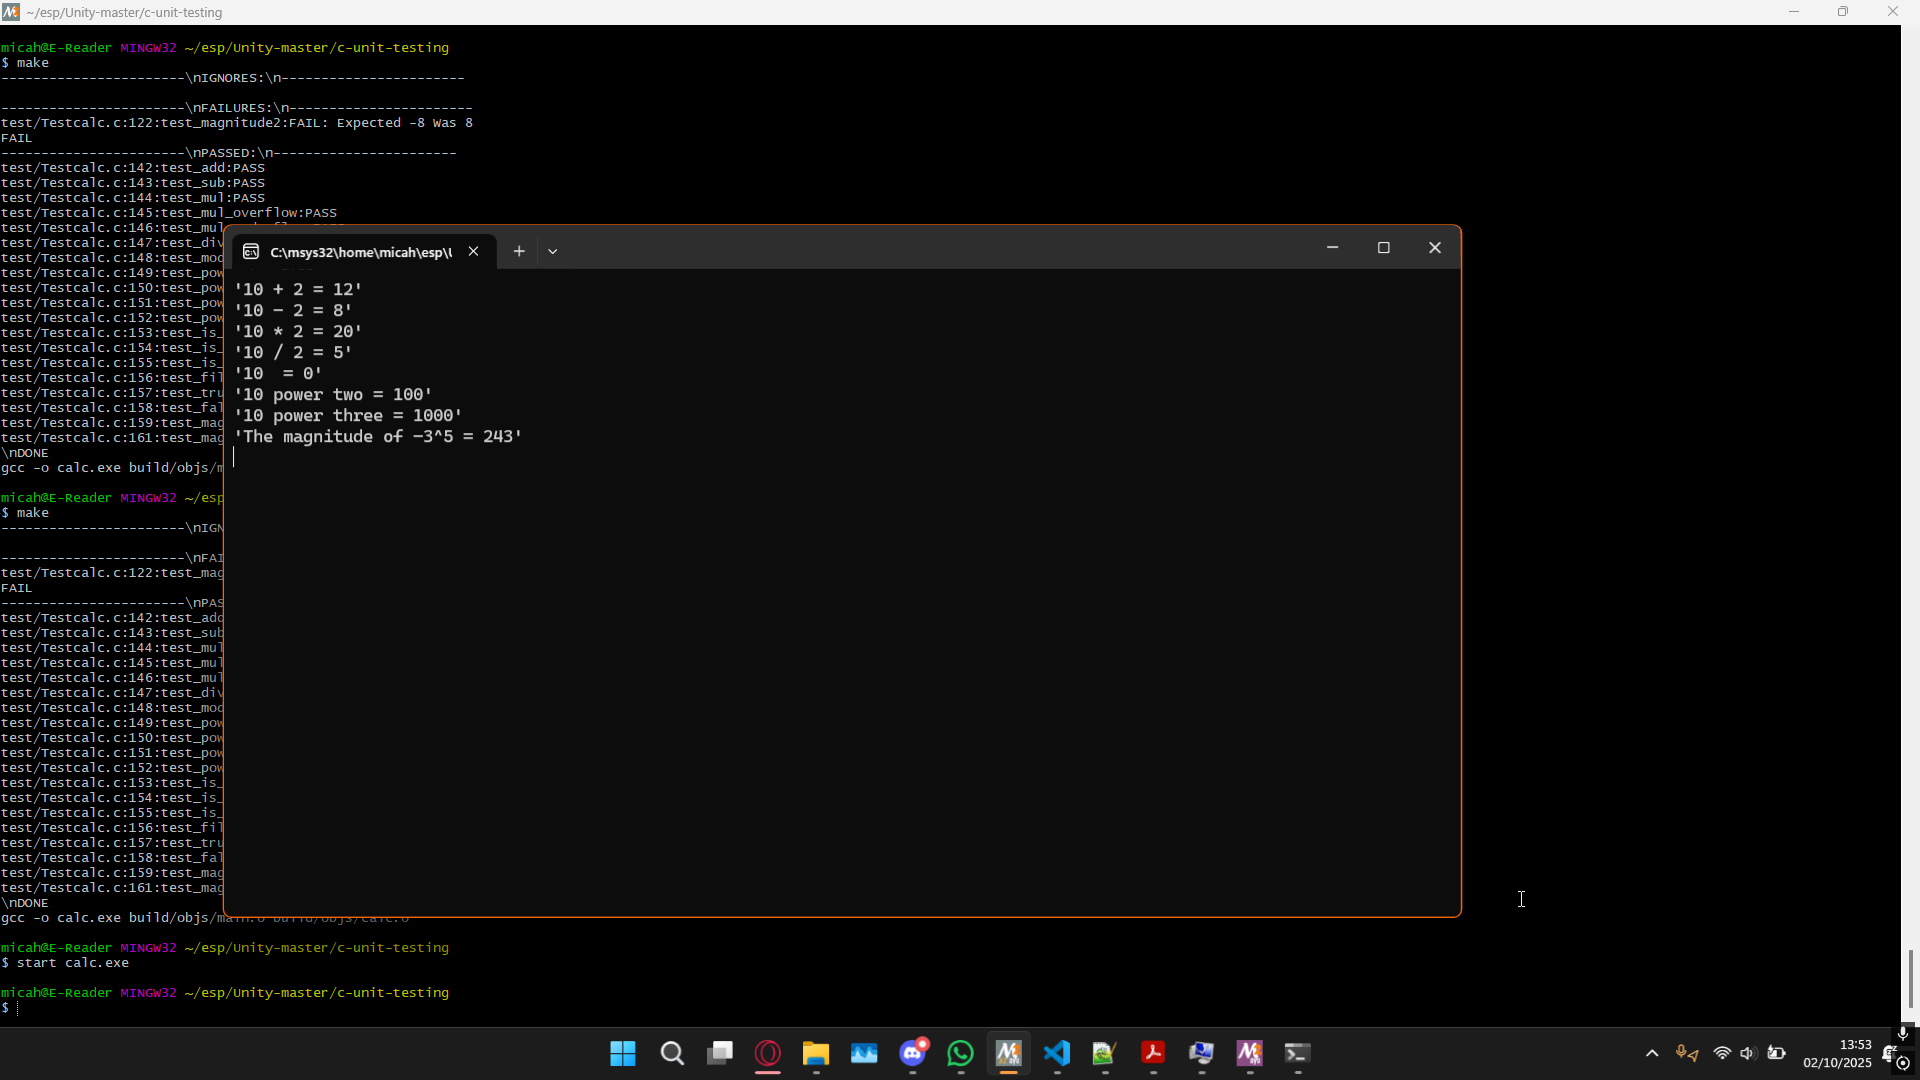 ~/esp/Unity-master/c-unit-testing
micah@E-Reader MINGW32 ~/esp/Unity-master/c-unit-testing
$ make
-----------------------\nIGNORES:\n-----------------------
-----------------------\nFAILURES:\n-----------------------
test/Testcalc.c:122:test_magnitude2:FAIL: Expected -8 Was 8
FAIL
-----------------------\nPASSED:\n-----------------------
test/Testcalc.c:142:test_add:PASS
test/Testcalc.c:143:test_sub:PASS
test/Testcalc.c:144:test_mul:PASS
test/Testcalc.c:145:test_mul_overflow:PASS
test/Testcalc.c:146:test_mul
test/Testcalc.c:147:test_div
test/Testcalc.c:148:test_mod
test/Testcalc.c:149:test_pow
test/Testcalc.c:150:test_pow
test/Testcalc.c:151:test_pow
test/Testcalc.c:152:test_pow
test/Testcalc.c:153:test_is_
test/Testcalc.c:154:test_is_
test/Testcalc.c:155:test_is_
test/Testcalc.c:156:test_fil
test/Testcalc.c:157:test_tru
test/Testcalc.c:158:test_fal
test/Testcalc.c:159:test_mag
test/Testcalc.c:161:test_mag
\nDONE
gcc -o calc.exe build/objs/m
micah@E-Reader MINGW32 ~/esp
$ make
-----------------------\nIGN
-----------------------\nFAI
test/Testcalc.c:122:test_mag
FAIL
-----------------------\nPAS
test/Testcalc.c:142:test_add
test/Testcalc.c:143:test_sub
test/Testcalc.c:144:test_mul
test/Testcalc.c:145:test_mul
test/Testcalc.c:146:test_mul
test/Testcalc.c:147:test_div
test/Testcalc.c:148:test_mod
test/Testcalc.c:149:test_pow
test/Testcalc.c:150:test_pow
test/Testcalc.c:151:test_pow
test/Testcalc.c:152:test_pow
test/Testcalc.c:153:test_is_
test/Testcalc.c:154:test_is_
test/Testcalc.c:155:test_is_
test/Testcalc.c:156:test_fil
test/Testcalc.c:157:test_tru
test/Testcalc.c:158:test_fal
test/Testcalc.c:159:test_mag
test/Testcalc.c:161:test_mag
\nDONE
gcc -o calc.exe build/objs/main.o build/objs/calc.o
micah@E-Reader MINGW32 ~/esp/Unity-master/c-unit-testing
$ start calc.exe
micah@E-Reader MINGW32 ~/esp/Unity-master/c-unit-testing
$
C:\msys32\home\micah\esp\
'10 + 2 = 12'
'10 - 2 = 8'
'10 * 2 = 20'
'10 / 2 = 5'
'10  = 0'
'10 power two = 100'
'10 power three = 1000'
'The magnitude of -3^5 = 243'
13:53
02/10/2025